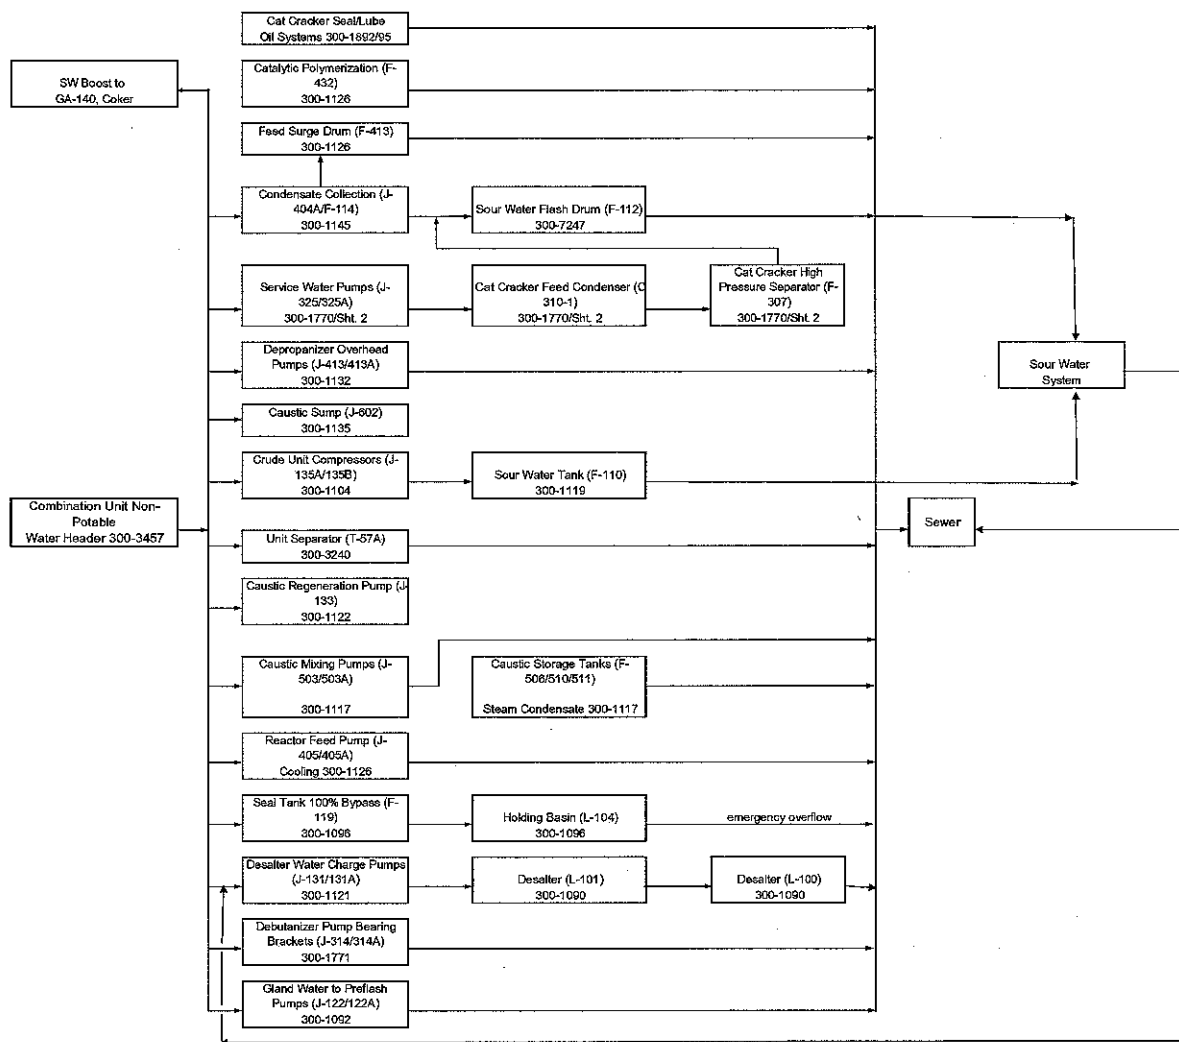 Cat Cracker Seal/Lube
Oil Systems 300-1892/95
SW Boost to
GA-140, Coker
Catalytic Polymerization (F-
432)
300-1126
Feed Surge Drum (F-413)
300-1126
Condensate Collection (J-
404A/F-114)
300-1145
Sour Water Flash Drum (F-112)
300-7247
Service Water Pumps (J-
325/325A)
300-1770/Sht. 2
Cat Cracker Feed Condenser (C
310-1)
300-1770/Sht. 2
Cat Cracker High
Pressure Separator (F-
307)
300-1770/Sht. 2
Depropanizer Overhead
Pumps (J-413/413A)
300-1132
Sour Water
System
Caustic Sump (J-602)
300-1135
Crude Unit Compressors (J-
135A/135B)
300-1104
Sour Water Tank (F-110)
300-1119
Combination Unit Non-
Potable
Water Header 300-3457
Sewer
Unit Separator (T-57A)
300-3240
Caustic Regeneration Pump (J-
133)
300-1122
Caustic Mixing Pumps (J-
503/503A)
300-1117
Caustic Storage Tanks (F-
506/510/511)
Steam Condensate 300-1117
Reactor Feed Pump (J-
405/405A)
Cooling 300-1126
Seal Tank 100% Bypass (F-
119)
300-1096
Holding Basin (L-104)
300-1096
emergency overflow
Desalter Water Charge Pumps
(J-131/131A)
300-1121
Desalter (L-101)
300-1090
Desalter (L-100)
300-1090
Debutanizer Pump Bearing
Brackets (J-314/314A)
300-1771
Gland Water to Preflash
Pumps (J-122/122A)
300-1092